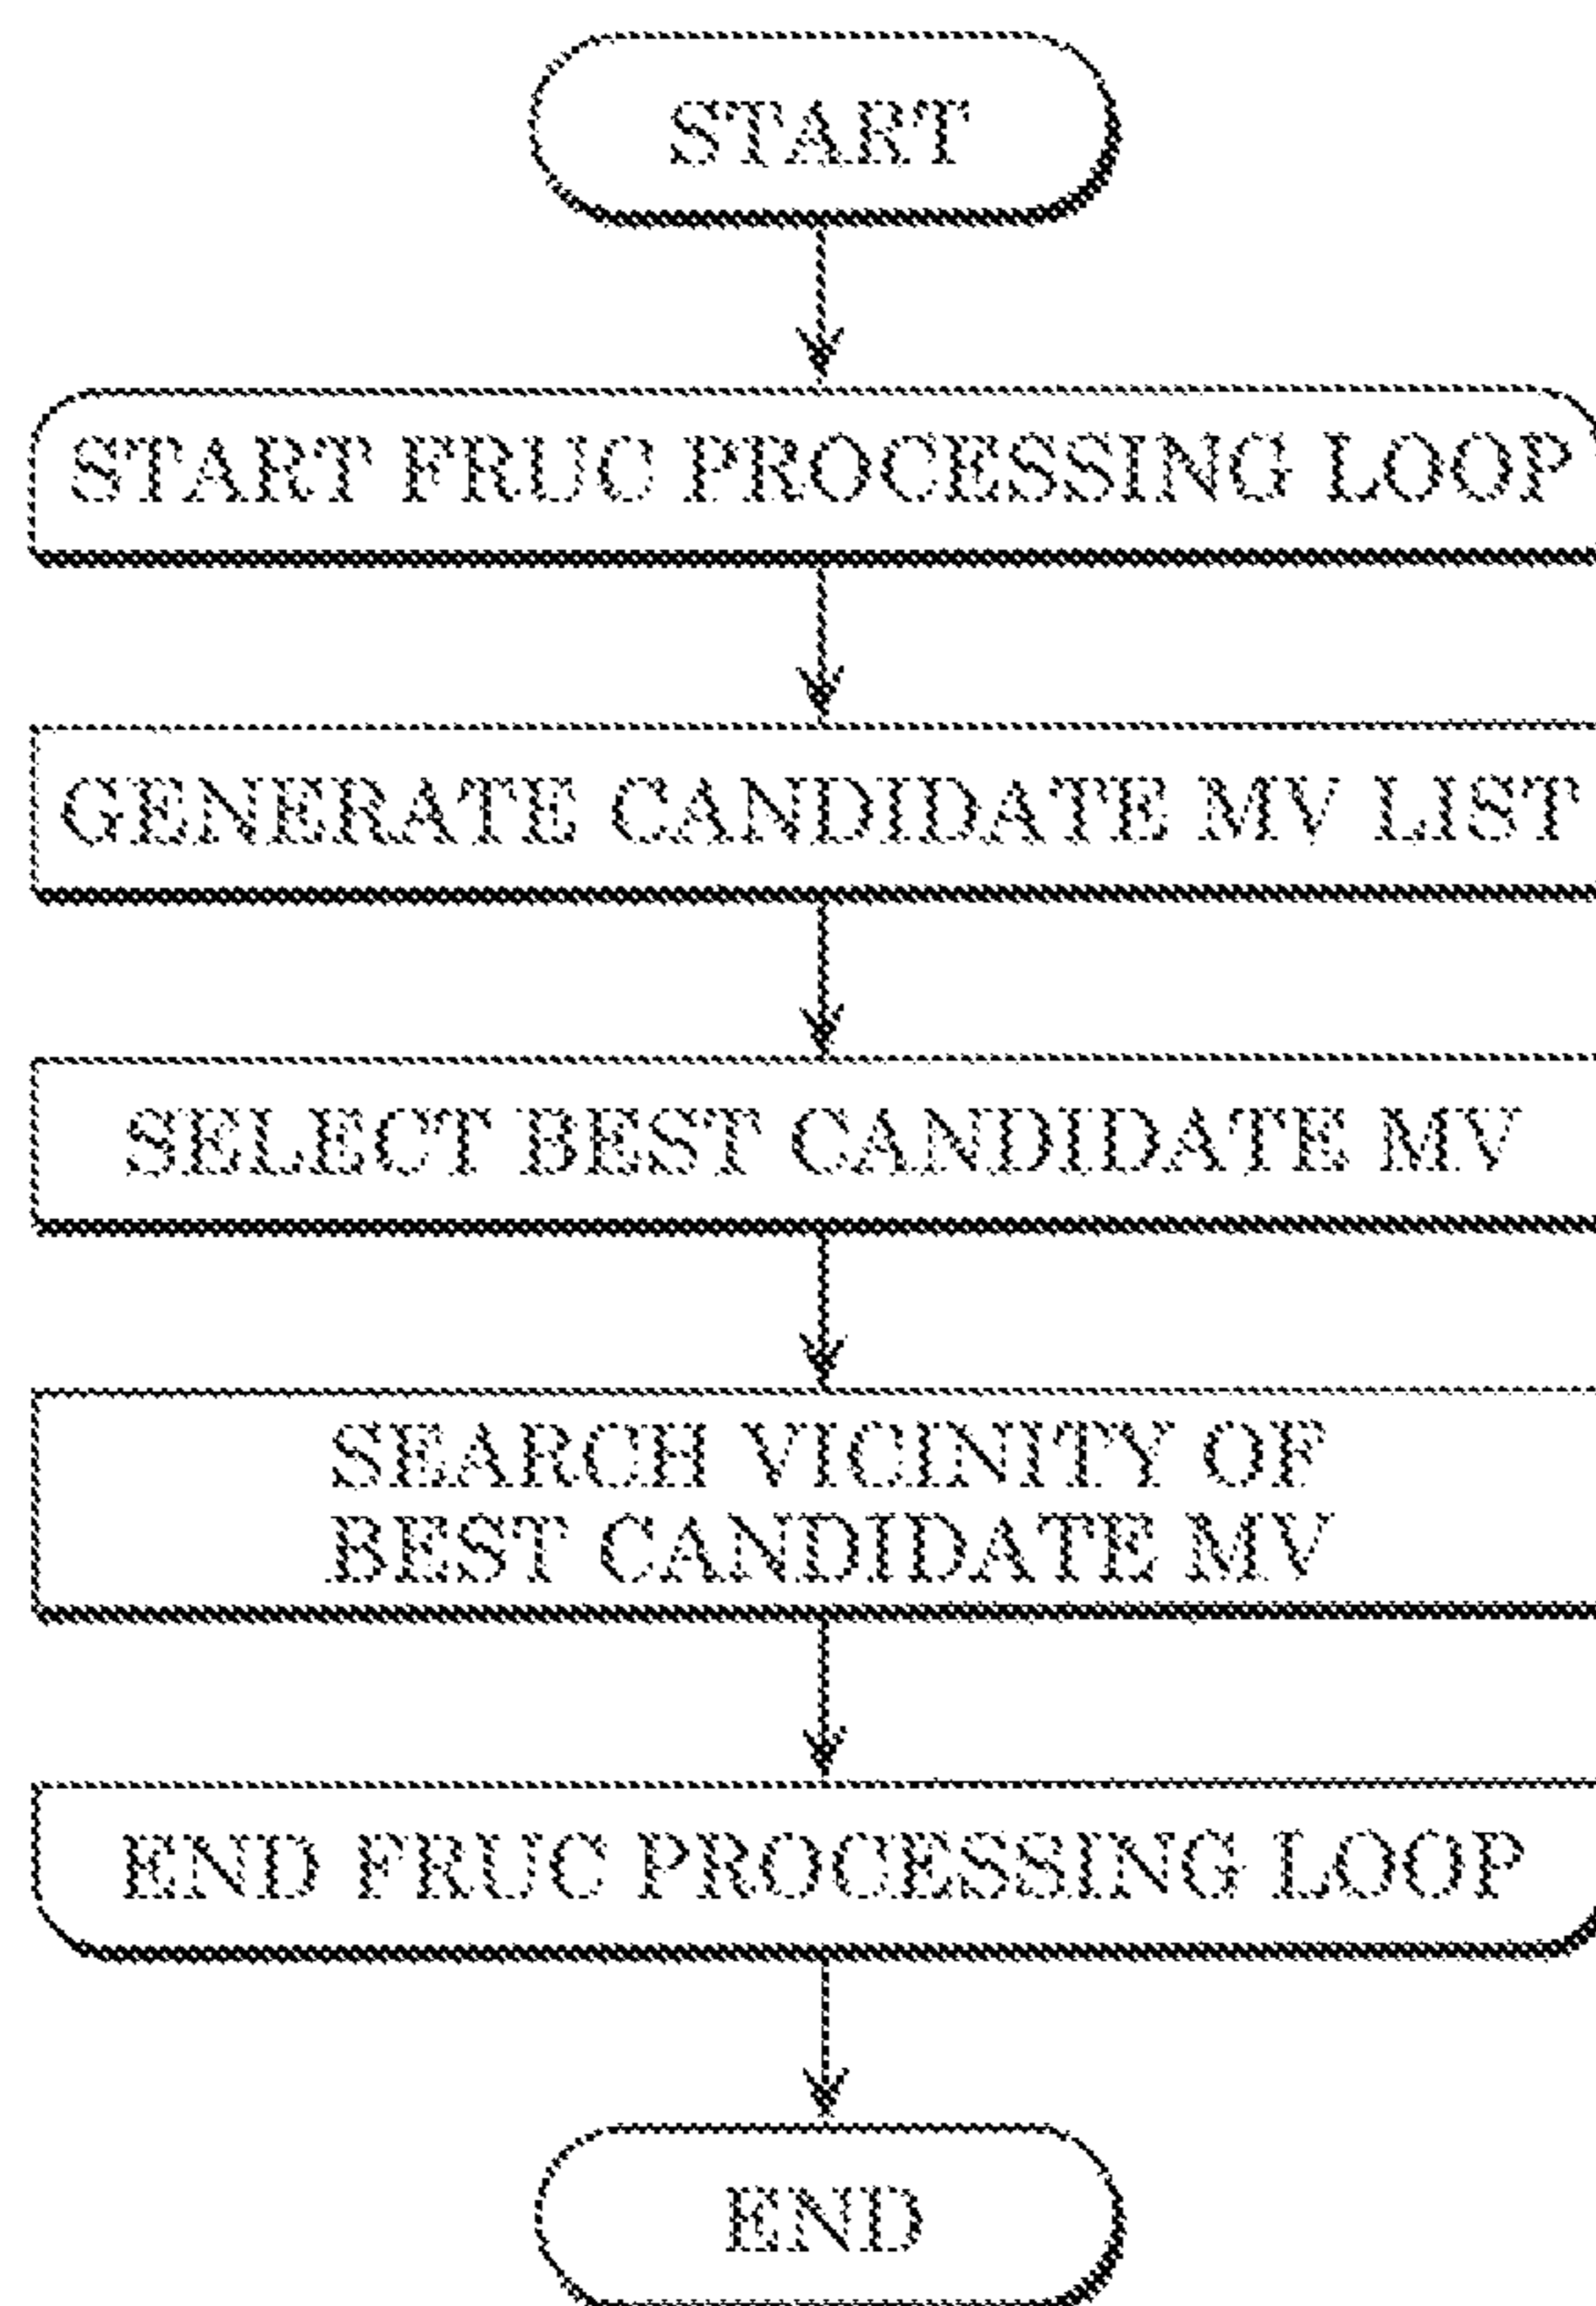 START
START FRUC PROCESSING LOOP
GENERATE CANDIDATE MV LIST
SELECT BEST CANDIDATE MV
SEARCH VICINITY OF
BEST CANDIDATE MV
END FRUC PROCESSING LOOP
END